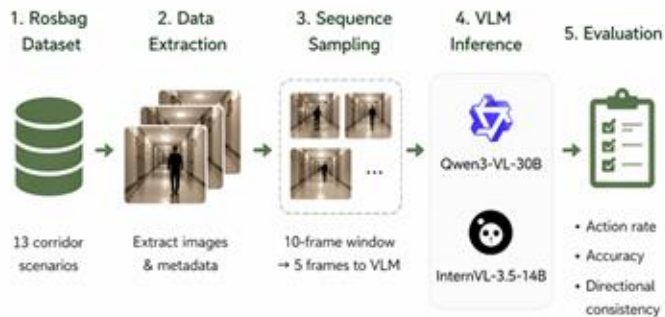 1. Rosbag
Dataset
2. Data
Extraction
3. Sequence
Sampling
4. VLM
Inference
5. Evaluation
...
Qwen3-VL-30B
InternVL-3.5-14B
13 corridor
scenarios
Extract images
& metadata
10-frame window
→ 5 frames to VLM
• Action rate
• Accuracy
• Directional
consistency